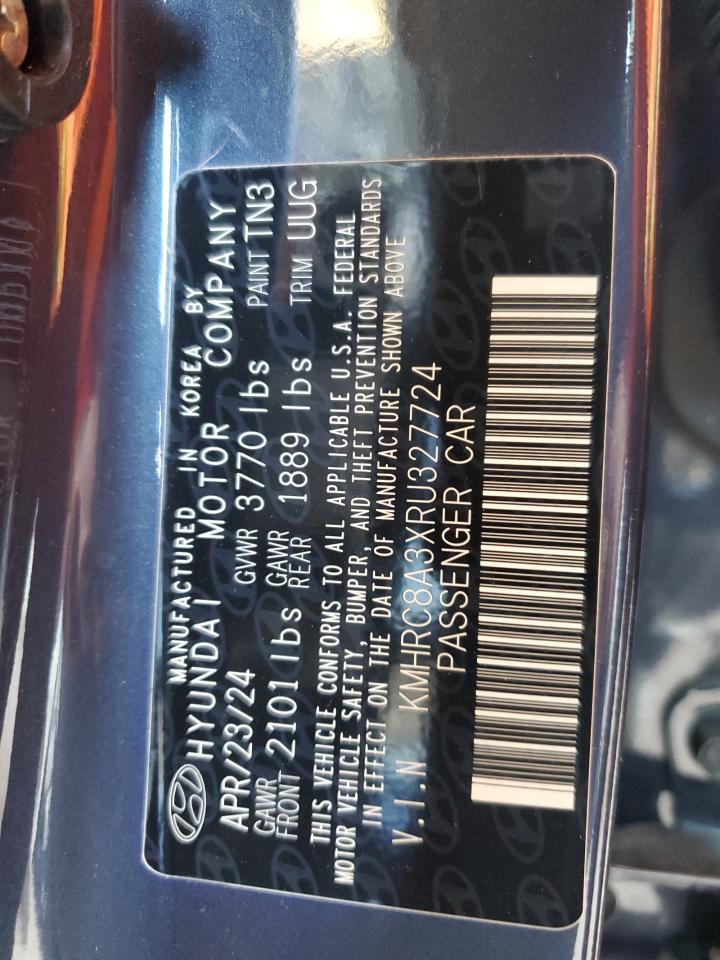 MANUFACTURED IN KOREA BY
HYUNDAI MOTOR COMPANY
APR/23/24 GVWR 3770 lbs PAINT TN3
GAWR FRONT 2101 lbs GAWR REAR 1889 lbs TRIM UUG
THIS VEHICLE CONFORMS TO ALL APPLICABLE U.S.A. FEDERAL
MOTOR VEHICLE SAFETY, BUMPER, AND THEFT PREVENTION STANDARDS
IN EFFECT ON THE DATE OF MANUFACTURE SHOWN ABOVE
V.I.N KMHRC8A3XRU327724
PASSENGER CAR